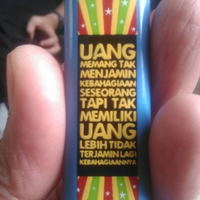 UANG
MEMANG TAK
MENJAMIN
KEBAHAGIAAN
SESEORANG
TAPI TAK
MEMILIKI
UANG
LEBIH TIDAK
TERJAMIN LAGI
KEBAHAGIAANNYA